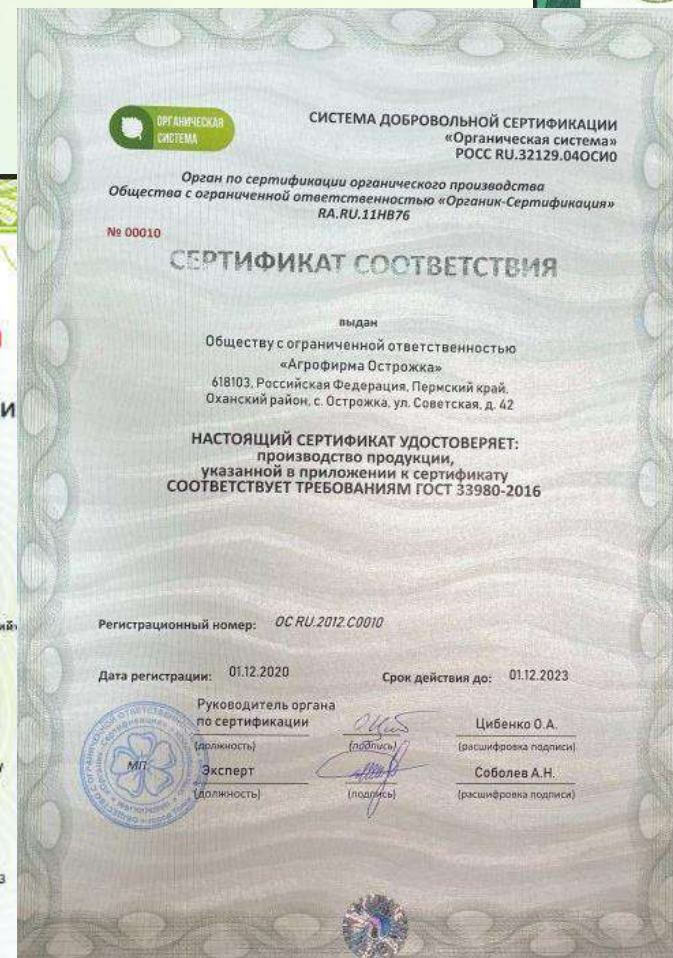 ОРГАНИЧЕСКАЯ
СИСТЕМА
СИСТЕМА ДОБРОВОЛЬНОЙ СЕРТИФИКАЦИИ
«Органическая система»
РОСС RU.32129.04ОСИ0
Орган по сертификации органического производства
Общества с ограниченной ответственностью «Органик-Сертификация»
RA.RU.11НВ76
№ 00010
СЕРТИФИКАТ СООТВЕТСТВИЯ
выдан
Обществу с ограниченной ответственностью
«Агрофирма Острожка»
618103, Российская Федерация, Пермский край,
Оханский район, с. Острожка, ул. Советская, д. 42
НАСТОЯЩИЙ СЕРТИФИКАТ УДОСТОВЕРЯЕТ:
производство продукции,
указанной в приложении к сертификату
СООТВЕТСТВУЕТ ТРЕБОВАНИЯМ ГОСТ 33980-2016
Регистрационный номер: ОС RU.2012.С0010
Дата регистрации: 01.12.2020 Срок действия до: 01.12.2023
Руководитель органа
по сертификации Цибенко О.А.
(должность) (подпись) (расшифровка подписи)
МП Эксперт Соболев А.Н.
(должность) (подпись) (расшифровка подписи)